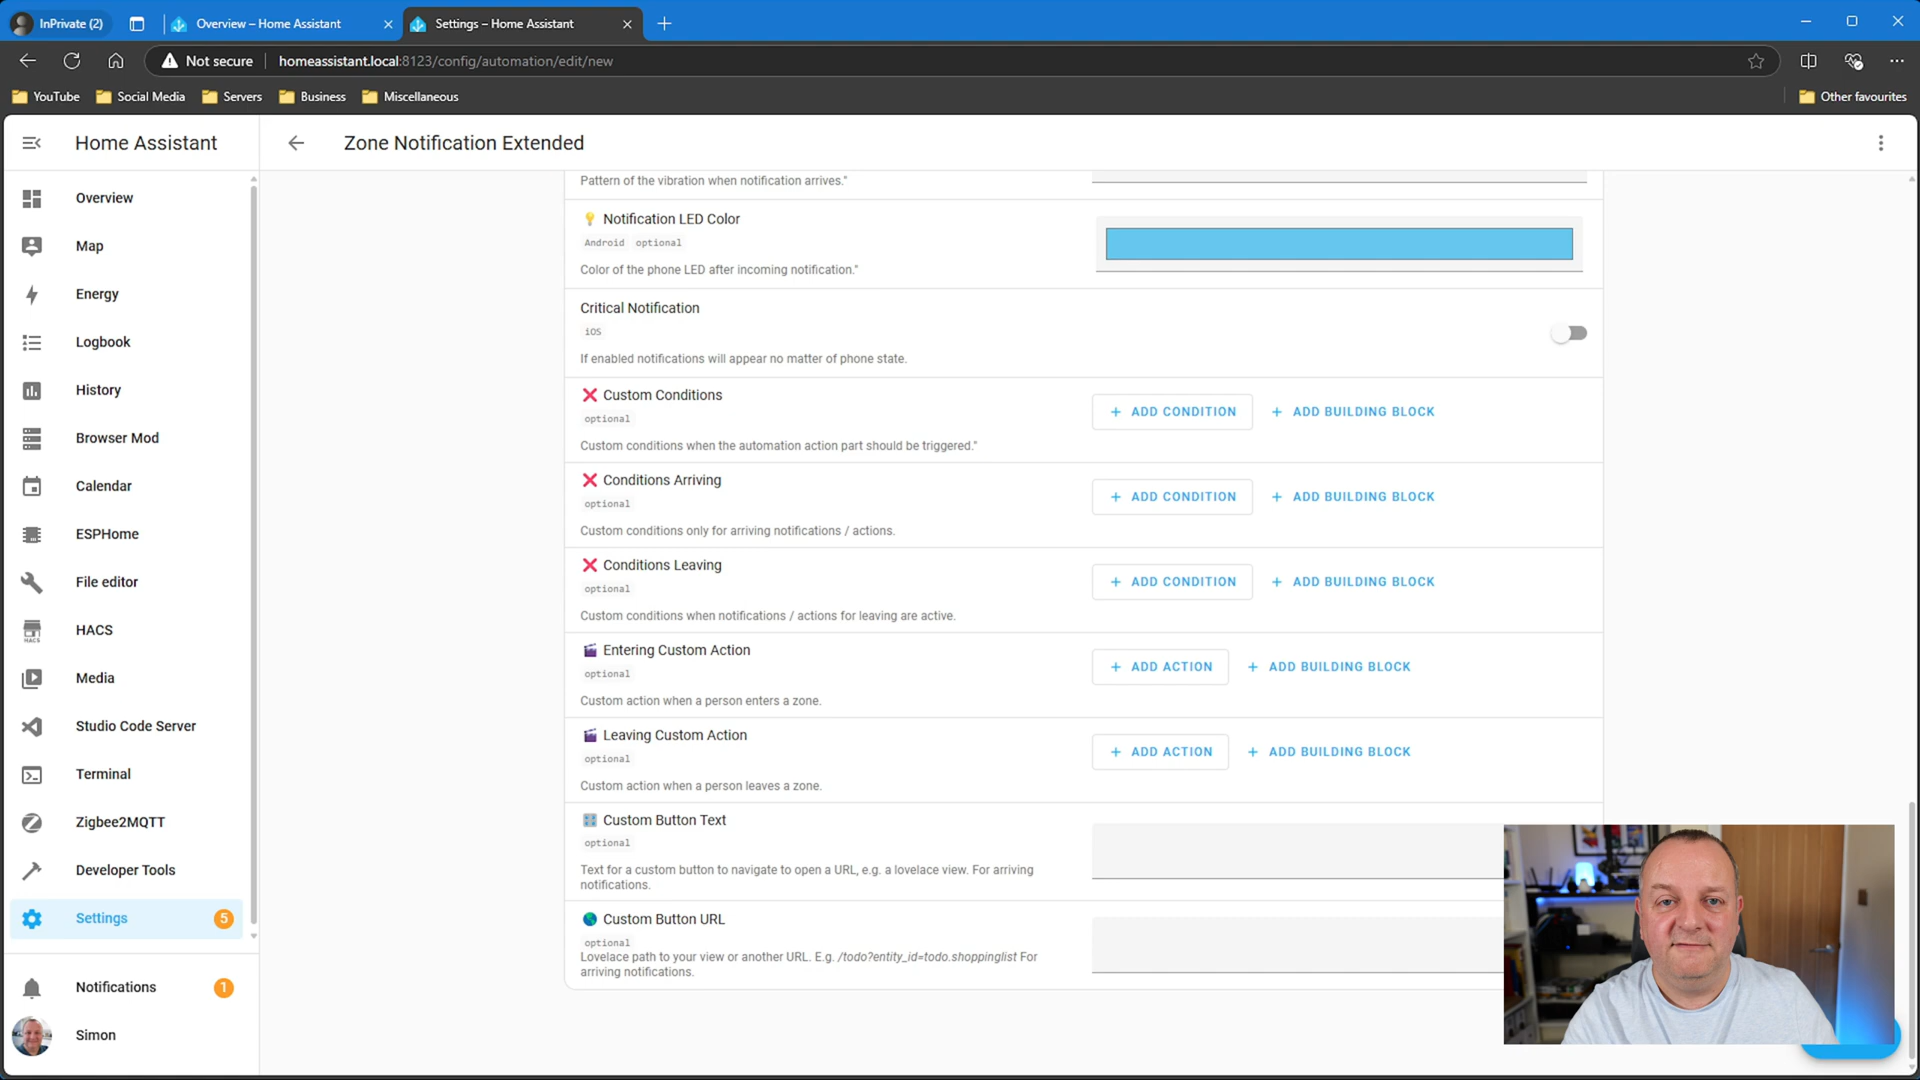 InPrivate (2)
Overview – Home Assistant
Settings – Home Assistant
Not secure
homeassistant.local:8123/config/automation/edit/new
YouTube
Social Media
Servers
Business
Miscellaneous
Other favourites
Home Assistant
Zone Notification Extended
Overview
Map
Energy
Logbook
History
Browser Mod
Calendar
ESPHome
File editor
HACS
HACS
Media
Studio Code Server
Terminal
Zigbee2MQTT
Developer Tools
Settings
5
Notifications
1
Simon
Pattern of the vibration when notification arrives."
Notification LED Color
Android optional
Color of the phone LED after incoming notification."
Critical Notification
iOS
If enabled notifications will appear no matter of phone state.
Custom Conditions
optional
Custom conditions when the automation action part should be triggered."
+ ADD CONDITION
+ ADD BUILDING BLOCK
Conditions Arriving
optional
Custom conditions only for arriving notifications / actions.
+ ADD CONDITION
+ ADD BUILDING BLOCK
Conditions Leaving
optional
Custom conditions when notifications / actions for leaving are active.
+ ADD CONDITION
+ ADD BUILDING BLOCK
Entering Custom Action
optional
Custom action when a person enters a zone.
+ ADD ACTION
+ ADD BUILDING BLOCK
Leaving Custom Action
optional
Custom action when a person leaves a zone.
+ ADD ACTION
+ ADD BUILDING BLOCK
Custom Button Text
optional
Text for a custom button to navigate to open a URL, e.g. a lovelace view. For arriving
notifications.
Custom Button URL
optional
Lovelace path to your view or another URL. E.g. /todo?entity_id=todo.shoppinglist For
arriving notifications.